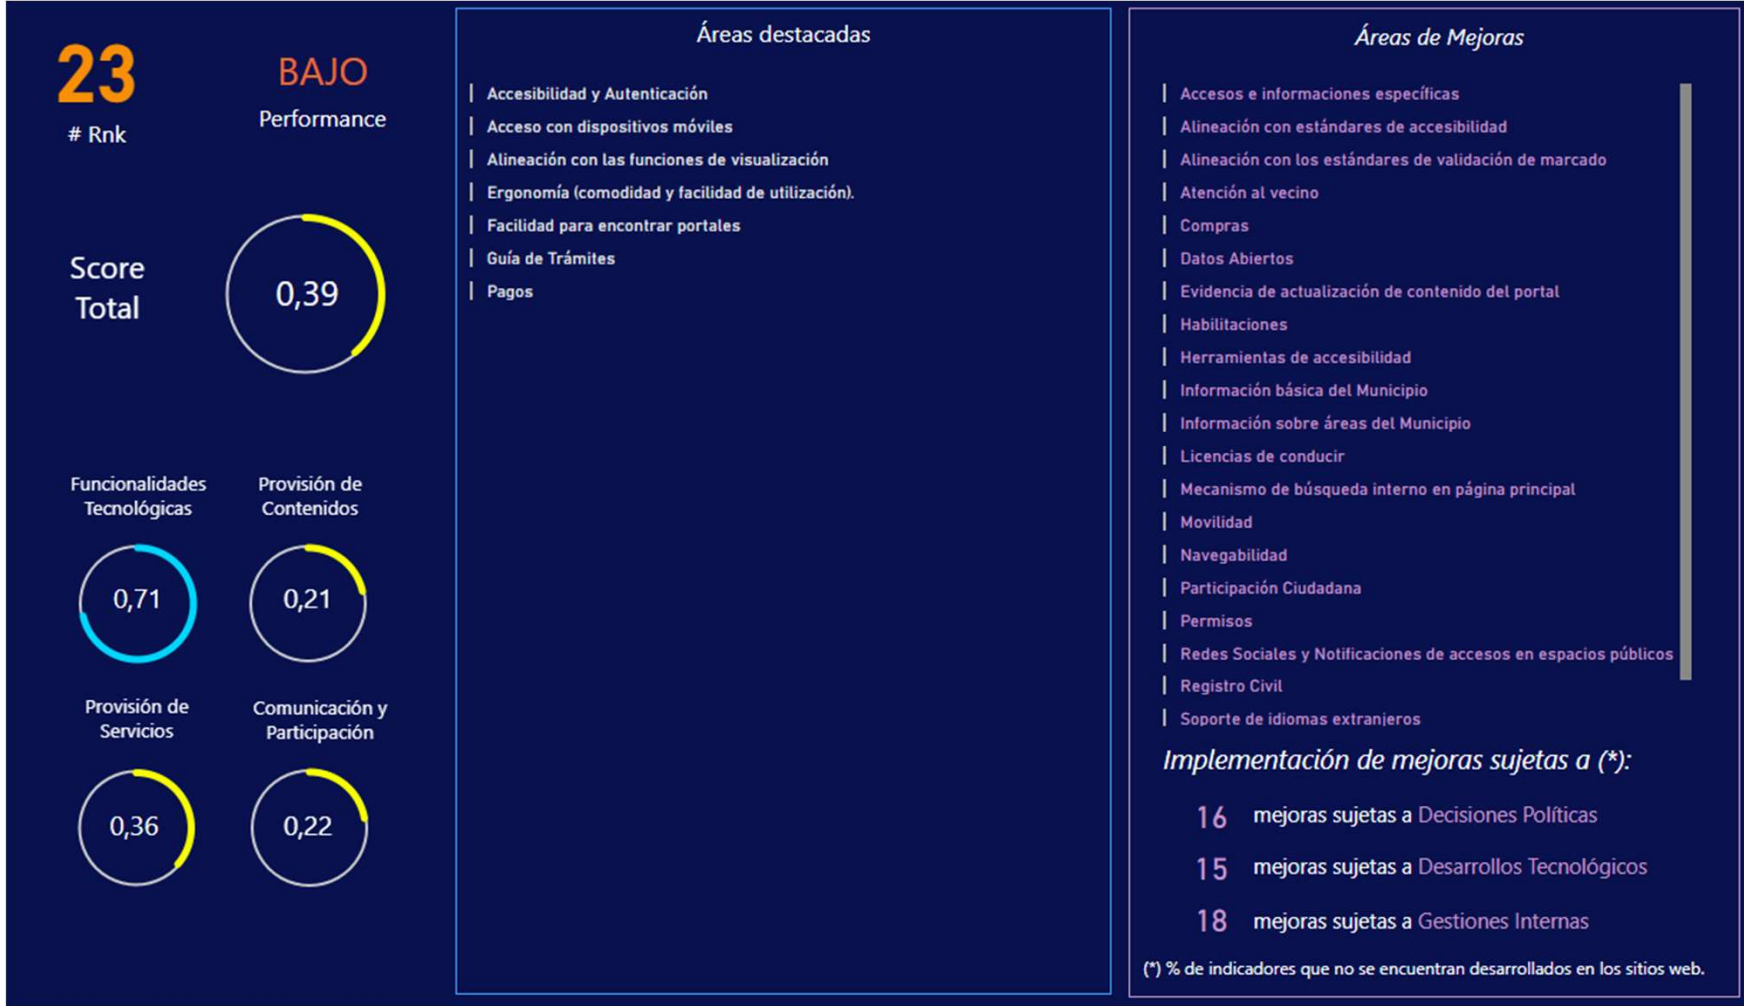 23
# Rnk
BAJO
Performance
Score
Total
0,39
Funcionalidades
Tecnológicas
0,71
Provisión de
Contenidos
0,21
Provisión de
Servicios
0,36
Comunicación y
Participación
0,22
Áreas destacadas
Accesibilidad y Autenticación
Acceso con dispositivos móviles
Alineación con las funciones de visualización
Ergonomía (comodidad y facilidad de utilización).
Facilidad para encontrar portales
Guía de Trámites
Pagos
Áreas de Mejoras
Accesos e informaciones específicas
Alineación con estándares de accesibilidad
Alineación con los estándares de validación de marcado
Atención al vecino
Compras
Datos Abiertos
Evidencia de actualización de contenido del portal
Habilitaciones
Herramientas de accesibilidad
Información básica del Municipio
Información sobre áreas del Municipio
Licencias de conducir
Mecanismo de búsqueda interno en página principal
Movilidad
Navegabilidad
Participación Ciudadana
Permisos
Redes Sociales y Notificaciones de accesos en espacios públicos
Registro Civil
Soporte de idiomas extranjeros
Implementación de mejoras sujetas a (*):
16 mejoras sujetas a Decisiones Políticas
15 mejoras sujetas a Desarrollos Tecnológicos
18 mejoras sujetas a Gestiones Internas
(*) % de indicadores que no se encuentran desarrollados en los sitios web.